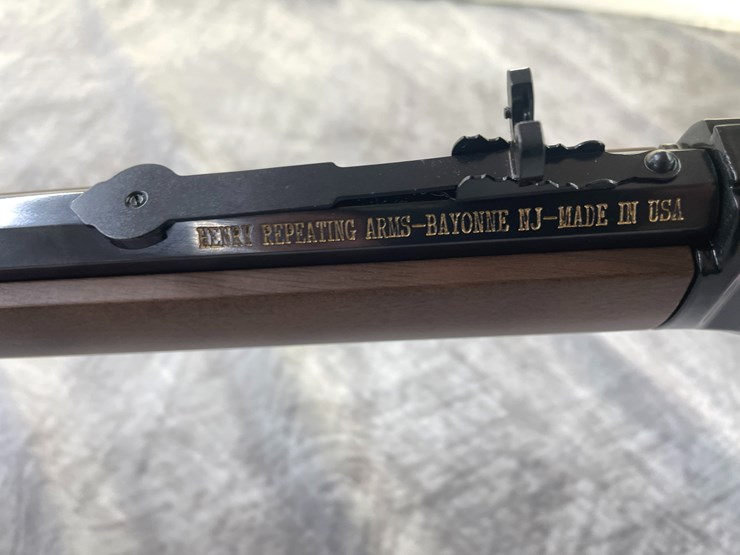 HENRY REPEATING ARMS-BAYONNE NJ-MADE IN USA